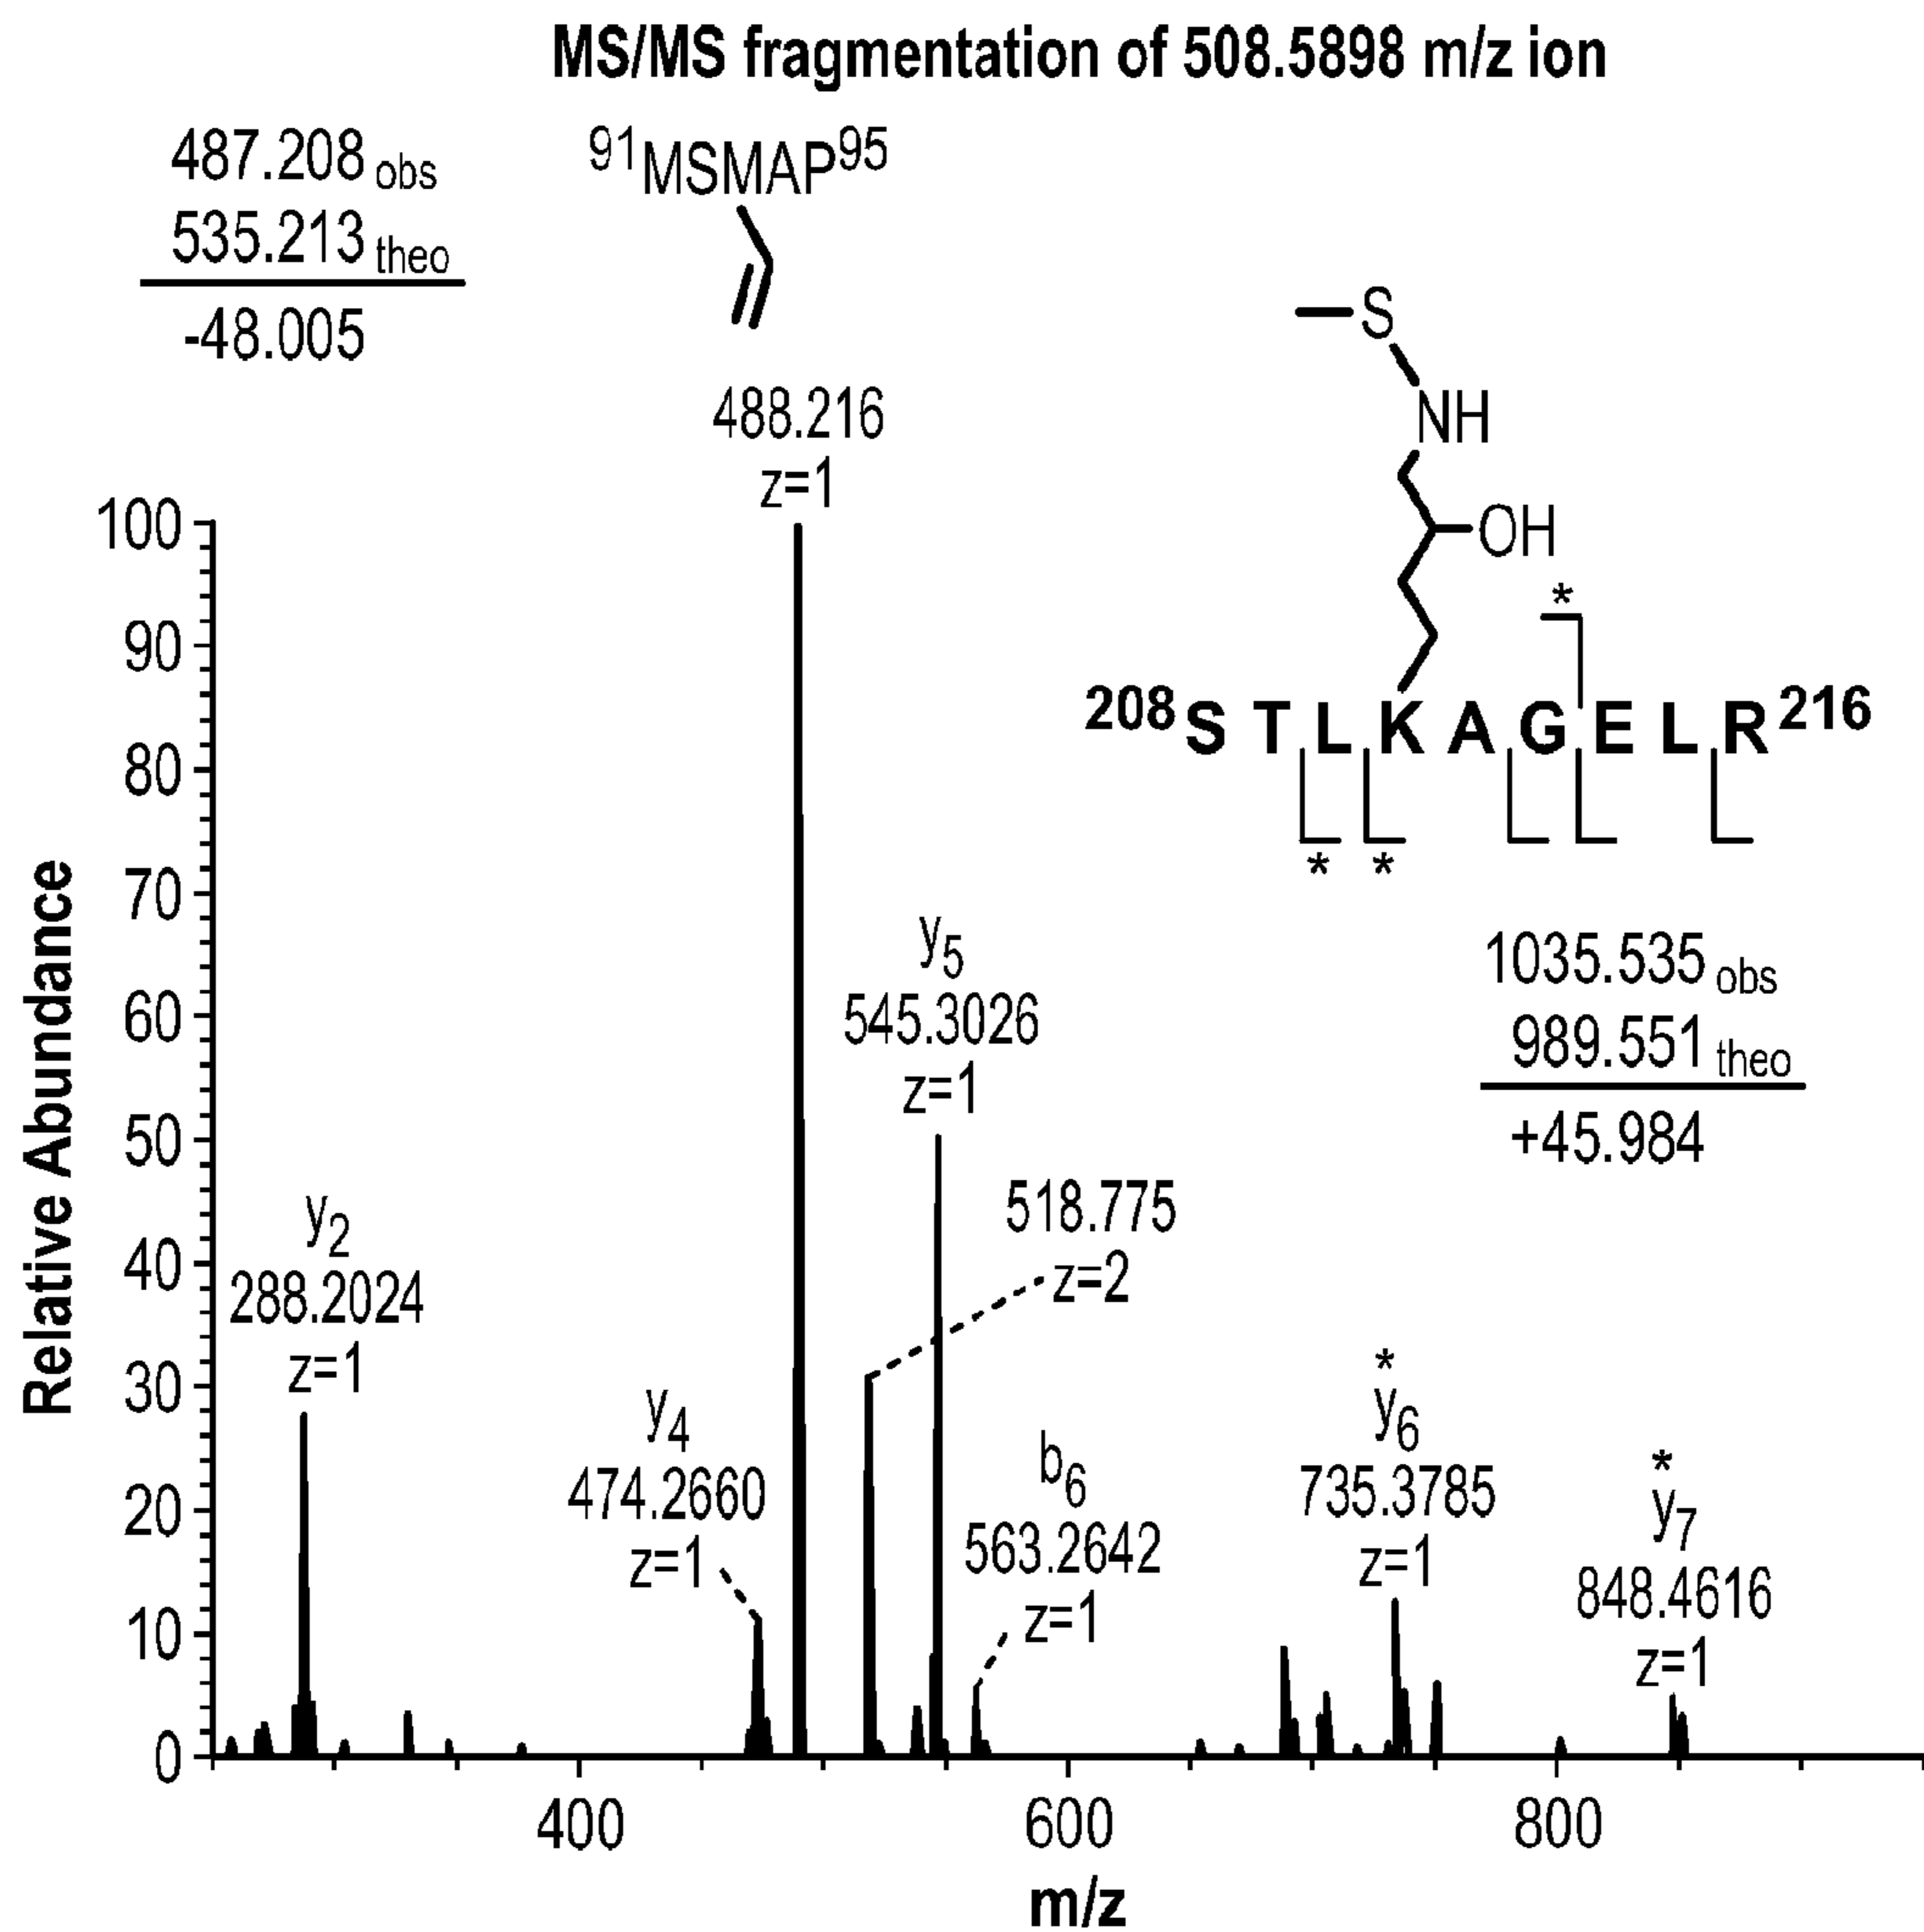 MS/MS fragmentation of 508.5898 m/z ion
487.208 obs
535.213 theo
-48.005
91MSMAP95
S
NH
OH
*
208 S T L K A G E L R 216
* *
1035.535 obs
989.551 theo
+45.984
488.216
z=1
y5
545.3026
z=1
518.775
z=2
y2
288.2024
z=1
y4
474.2660
z=1
b6
563.2642
z=1
*
y6
735.3785
z=1
*
y7
848.4616
z=1
Relative Abundance
100
90
80
70
60
50
40
30
20
10
0
400 600 800
m/z